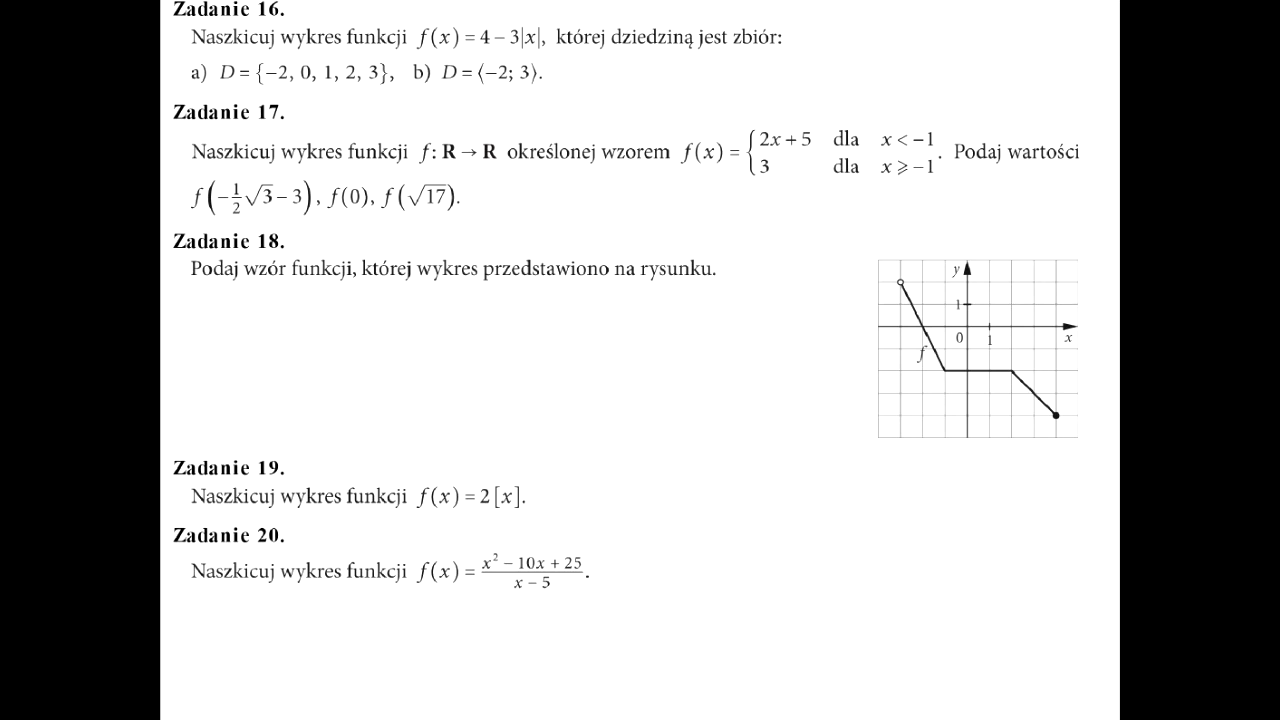 Zadanie 16.
Naszkicuj wykres funkcji f(x) = 4 – 3|x|, której dziedziną jest zbiór:
a) D = {−2, 0, 1, 2, 3}, b) D = ⟨−2; 3⟩.
Zadanie 17.
Naszkicuj wykres funkcji f: R → R określonej wzorem f(x) = { 2x + 5 dla x < −1
3 dla x ⩾ −1 . Podaj wartości
f(−1/2 √3 − 3), f(0), f(√17).
Zadanie 18.
Podaj wzór funkcji, której wykres przedstawiono na rysunku.
y
1
0 1 x
f
Zadanie 19.
Naszkicuj wykres funkcji f(x) = 2[x].
Zadanie 20.
Naszkicuj wykres funkcji f(x) = (x² − 10x + 25)/(x − 5).